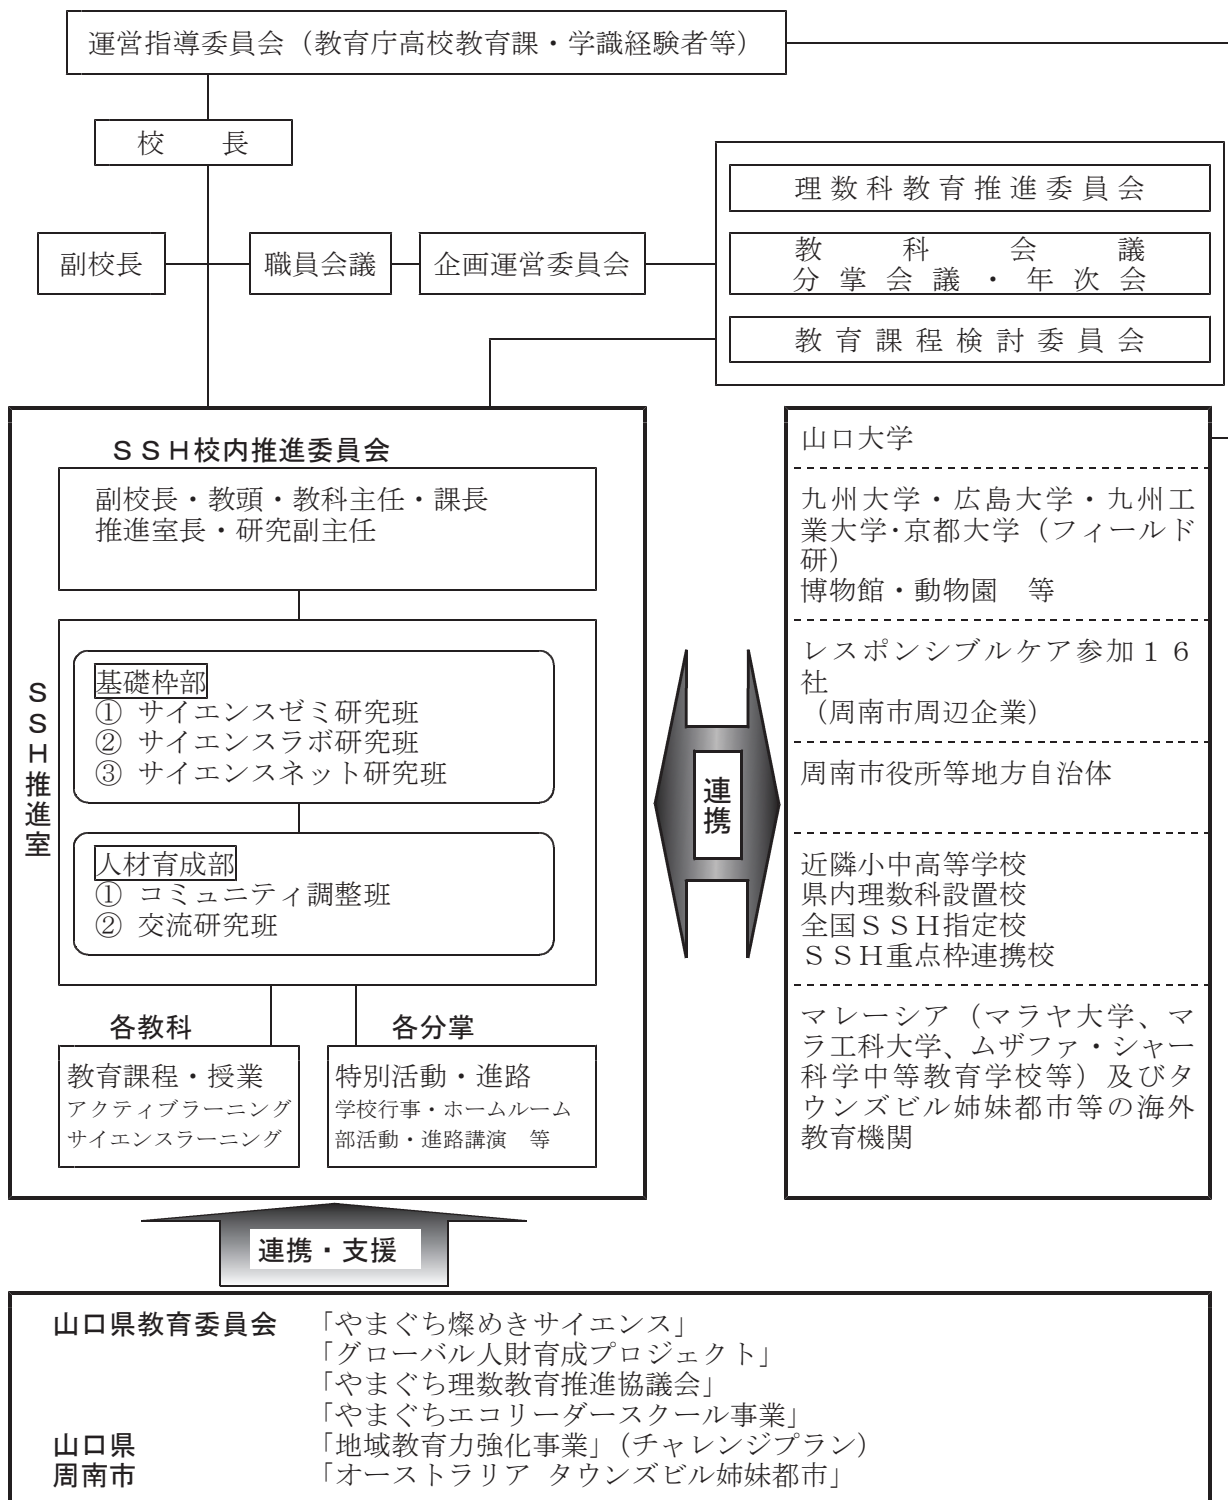 運営指導委員会（教育庁高校教育課・学識経験者等）
校　　長
理数科教育推進委員会
副校長
職員会議
企画運営委員会
教科会議
分掌会議・年次会
教育課程検討委員会
ＳＳＨ校内推進委員会
副校長・教頭・教科主任・課長
推進室長・研究副主任
ＳＳＨ推進室
基礎枠部
① サイエンスゼミ研究班
② サイエンスラボ研究班
③ サイエンスネット研究班
人材育成部
① コミュニティ調整班
② 交流研究班
各教科
教育課程・授業
アクティブラーニング
サイエンスラーニング
各分掌
特別活動・進路
学校行事・ホームルーム
部活動・進路講演　等
連携
山口大学
九州大学・広島大学・九州工
業大学・京都大学（フィールド
研）
博物館・動物園　等
レスポンシブルケア参加１６
社
（周南市周辺企業）
周南市役所等地方自治体
近隣小中高等学校
県内理数科設置校
全国ＳＳＨ指定校
ＳＳＨ重点枠連携校
マレーシア（マラヤ大学、マ
ラ工科大学、ムザファ・シャー
科学中等教育学校等）及びタ
ウンズビル姉妹都市等の海外
教育機関
連携・支援
山口県教育委員会　「やまぐち燦めきサイエンス」
「グローバル人財育成プロジェクト」
「やまぐち理数教育推進協議会」
「やまぐちエコリーダースクール事業」
山口県　「地域教育力強化事業」（チャレンジプラン）
周南市　「オーストラリア タウンズビル姉妹都市」